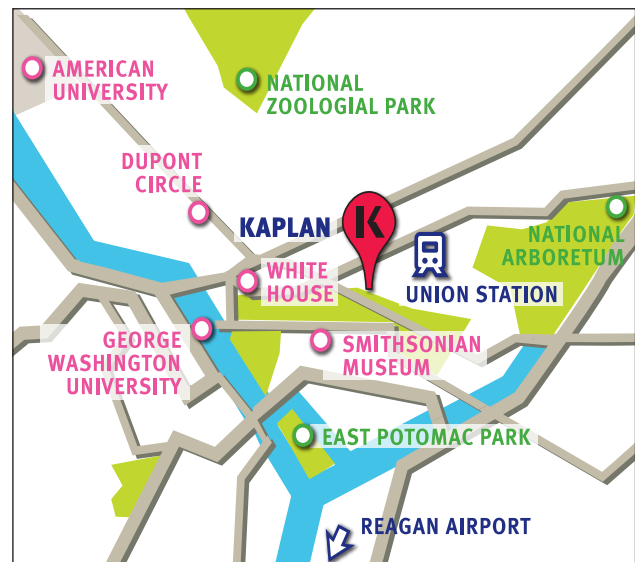 AMERICAN
UNIVERSITY
NATIONAL
ZOOLOGIAL PARK
DUPONT
CIRCLE
KAPLAN
K
NATIONAL
ARBORETUM
WHITE
HOUSE
UNION STATION
GEORGE
WASHINGTON
UNIVERSITY
SMITHSONIAN
MUSEUM
EAST POTOMAC PARK
REAGAN AIRPORT